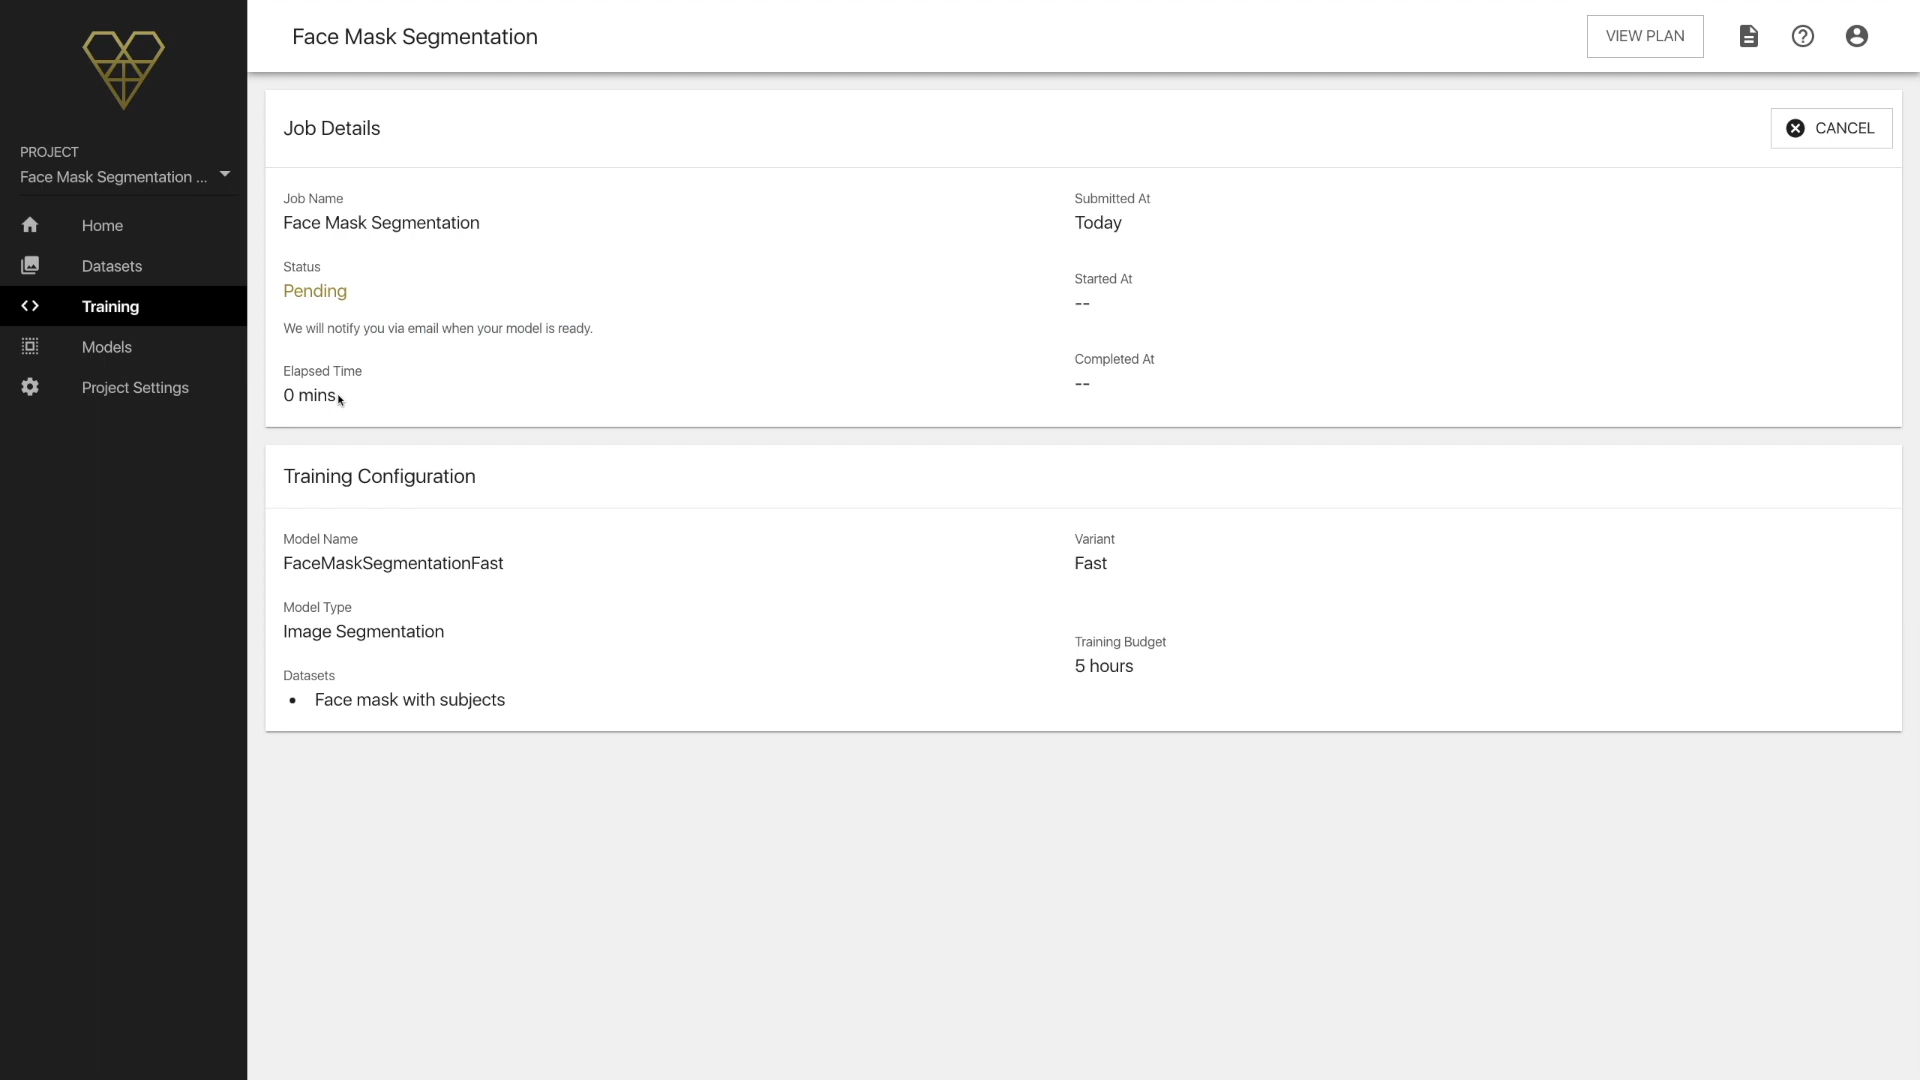 Face Mask Segmentation
VIEW PLAN
PROJECT
Face Mask Segmentation ...
Home
Datasets
Training
Models
Project Settings
Job Details
CANCEL
Job Name
Face Mask Segmentation
Status
Pending
We will notify you via email when your model is ready.
Elapsed Time
0 mins
Submitted At
Today
Started At
--
Completed At
--
Training Configuration
Model Name
FaceMaskSegmentationFast
Model Type
Image Segmentation
Datasets
• Face mask with subjects
Variant
Fast
Training Budget
5 hours